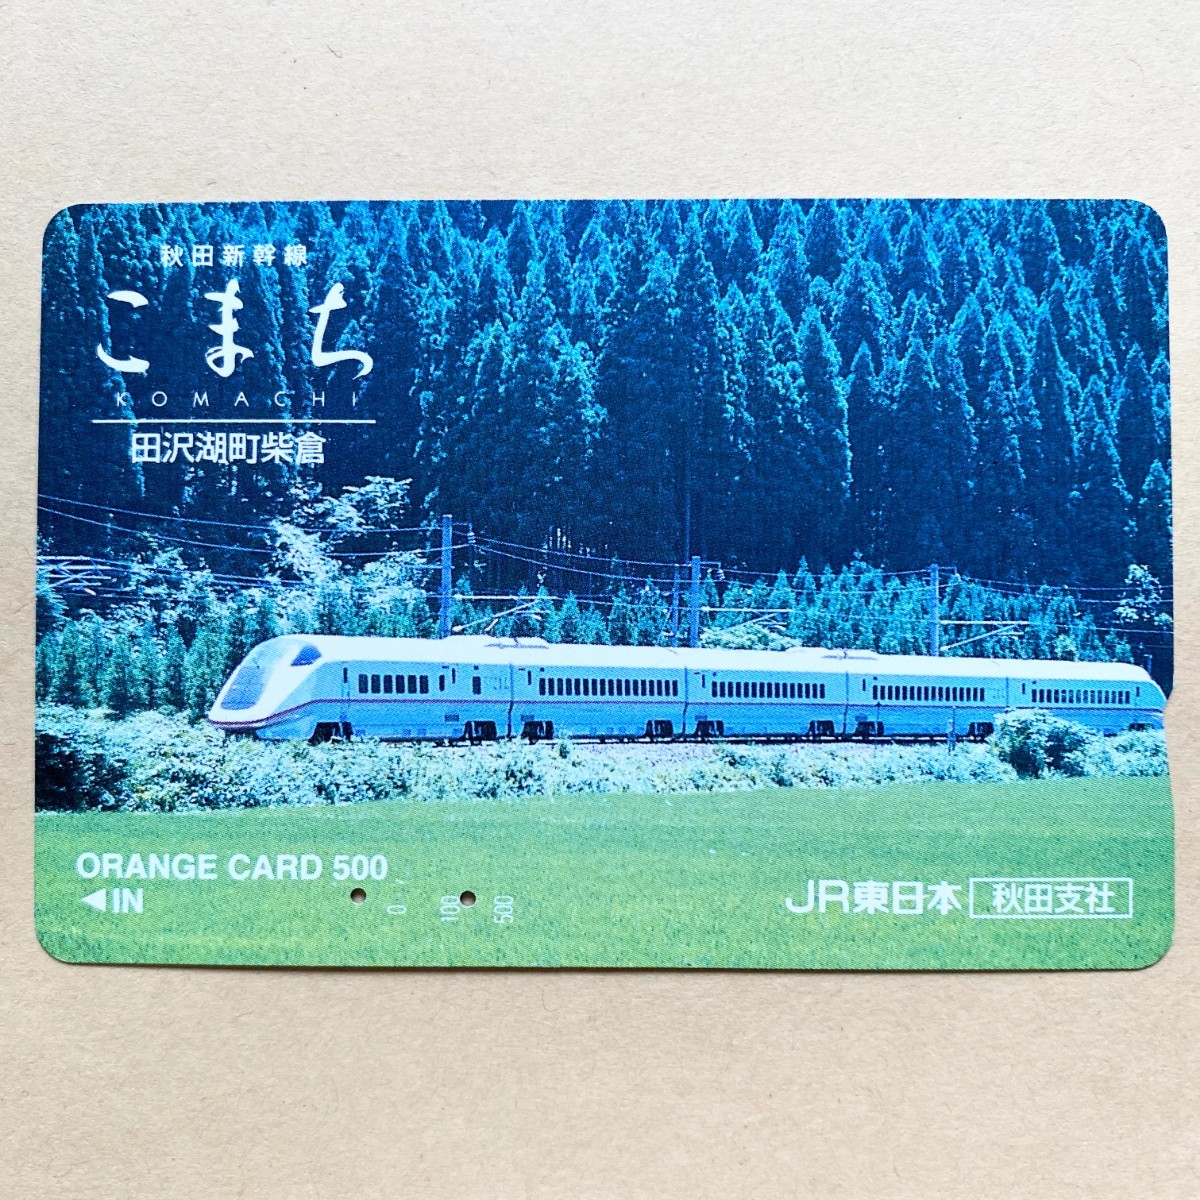 秋田新幹線
こまち
KOMACHI
田沢湖町柴倉
ORANGE CARD 500
◀IN
0 100 500
JR東日本 秋田支社